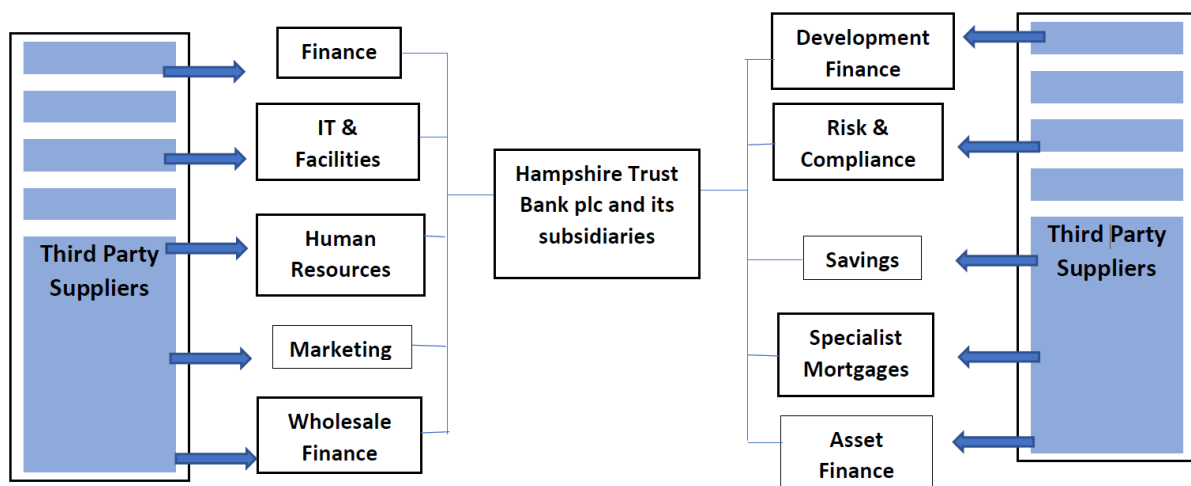 Finance
IT &
Facilities
Human
Resources
Marketing
Wholesale
Finance
Third Party
Suppliers
Hampshire Trust
Bank plc and its
subsidiaries
Development
Finance
Risk &
Compliance
Savings
Specialist
Mortgages
Asset
Finance
Third Party
Suppliers